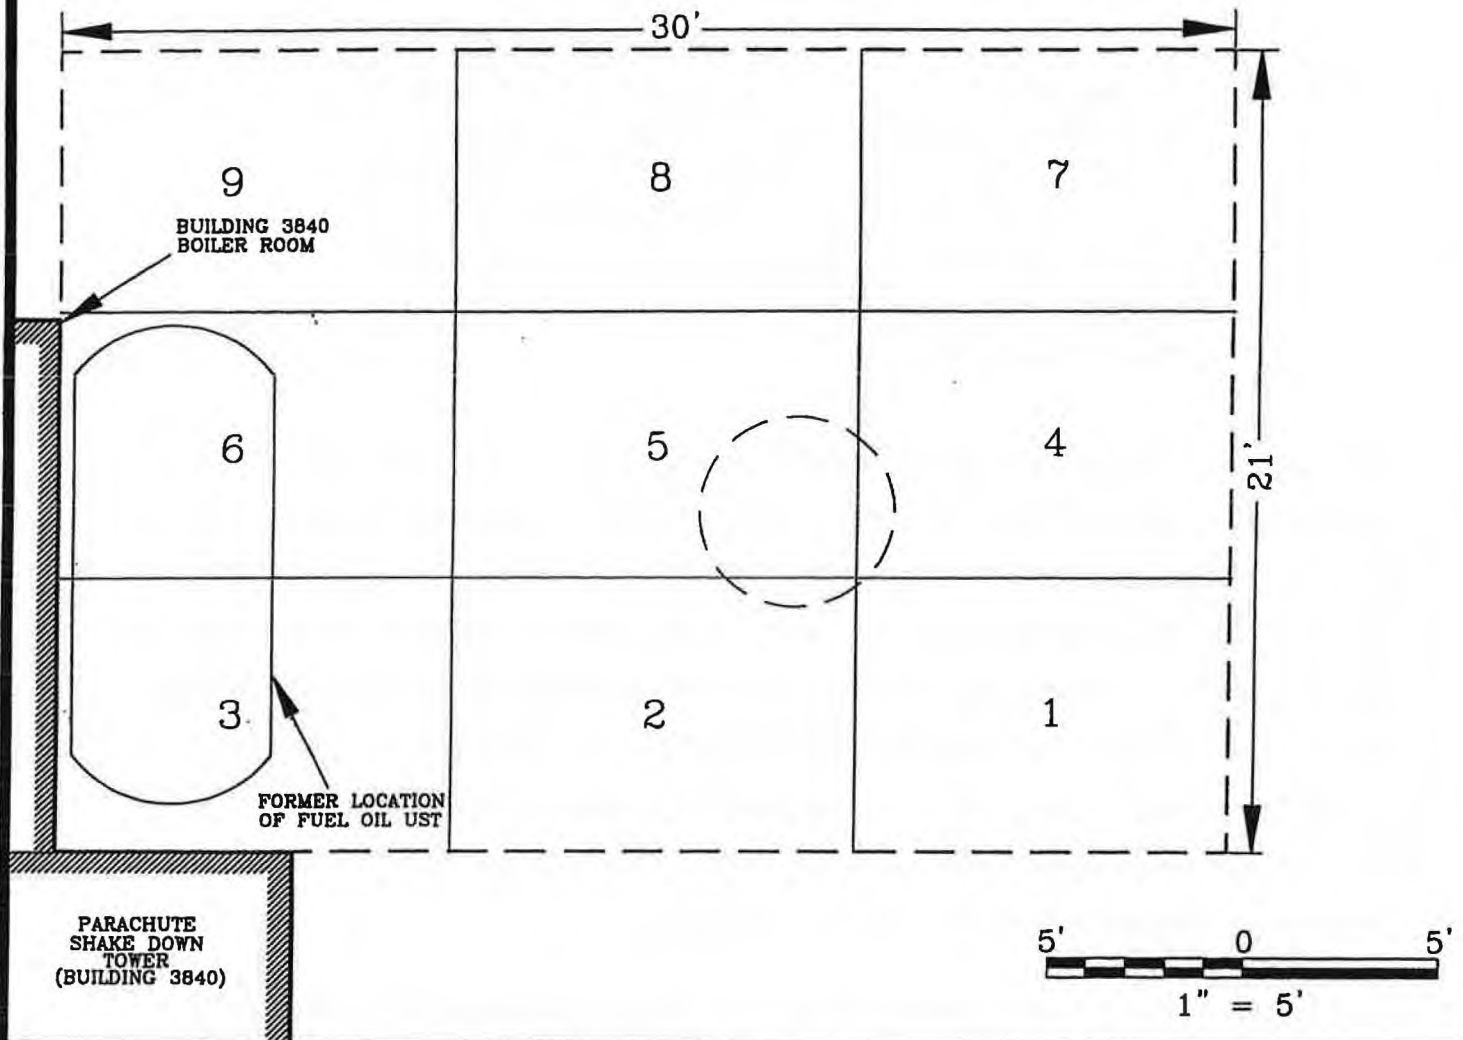 30'
9
8
7
BUILDING 3840
BOILER ROOM
6
5
4
21'
3
2
1
FORMER LOCATION
OF FUEL OIL UST
PARACHUTE
SHAKE DOWN
TOWER
(BUILDING 3840)
5' 0 5'
1" = 5'